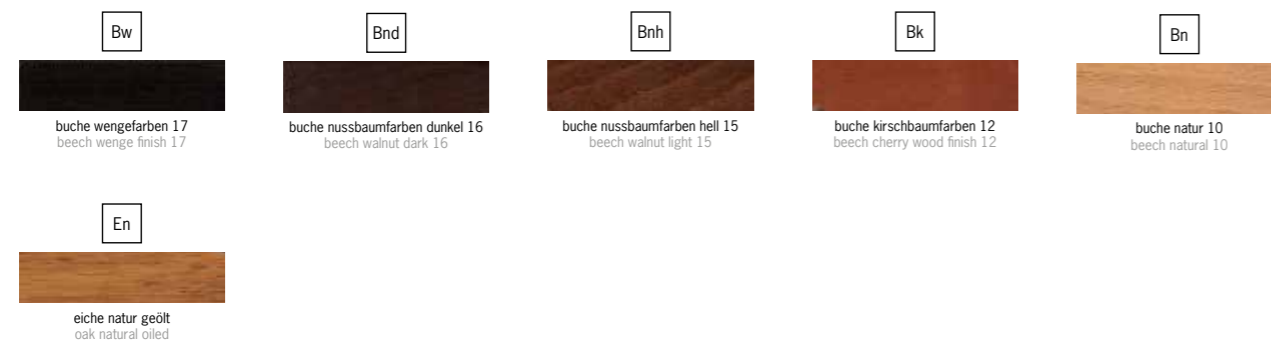 Bw
buche wengefarben 17
beech wenge finish 17
Bnd
buche nussbaumfarben dunkel 16
beech walnut dark 16
Bnh
buche nussbaumfarben hell 15
beech walnut light 15
Bk
buche kirschbaumfarben 12
beech cherry wood finish 12
Bn
buche natur 10
beech natural 10
En
eiche natur geölt
oak natural oiled